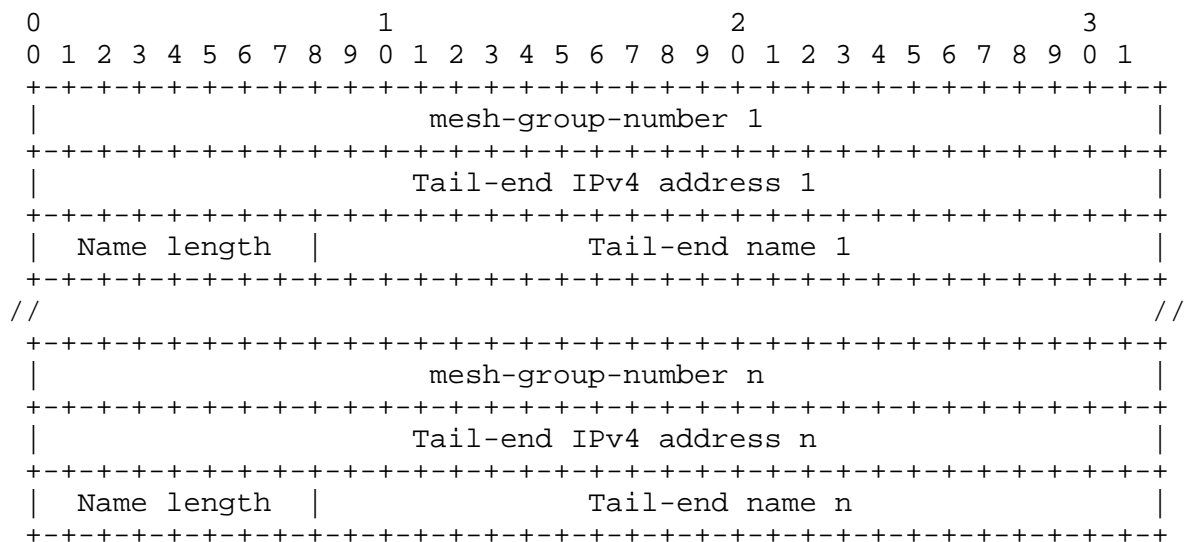 0                   1                   2                   3
 0 1 2 3 4 5 6 7 8 9 0 1 2 3 4 5 6 7 8 9 0 1 2 3 4 5 6 7 8 9 0 1
 +-+-+-+-+-+-+-+-+-+-+-+-+-+-+-+-+-+-+-+-+-+-+-+-+-+-+-+-+-+-+-+-+
 |                      mesh-group-number 1                      |
 +-+-+-+-+-+-+-+-+-+-+-+-+-+-+-+-+-+-+-+-+-+-+-+-+-+-+-+-+-+-+-+-+
 |                     Tail-end IPv4 address 1                   |
 +-+-+-+-+-+-+-+-+-+-+-+-+-+-+-+-+-+-+-+-+-+-+-+-+-+-+-+-+-+-+-+-+
 |  Name length  |               Tail-end name 1                 |
 +-+-+-+-+-+-+-+-+-+-+-+-+-+-+-+-+-+-+-+-+-+-+-+-+-+-+-+-+-+-+-+-+
//                                                               //
 +-+-+-+-+-+-+-+-+-+-+-+-+-+-+-+-+-+-+-+-+-+-+-+-+-+-+-+-+-+-+-+-+
 |                      mesh-group-number n                      |
 +-+-+-+-+-+-+-+-+-+-+-+-+-+-+-+-+-+-+-+-+-+-+-+-+-+-+-+-+-+-+-+-+
 |                     Tail-end IPv4 address n                   |
 +-+-+-+-+-+-+-+-+-+-+-+-+-+-+-+-+-+-+-+-+-+-+-+-+-+-+-+-+-+-+-+-+
 |  Name length  |               Tail-end name n                 |
 +-+-+-+-+-+-+-+-+-+-+-+-+-+-+-+-+-+-+-+-+-+-+-+-+-+-+-+-+-+-+-+-+